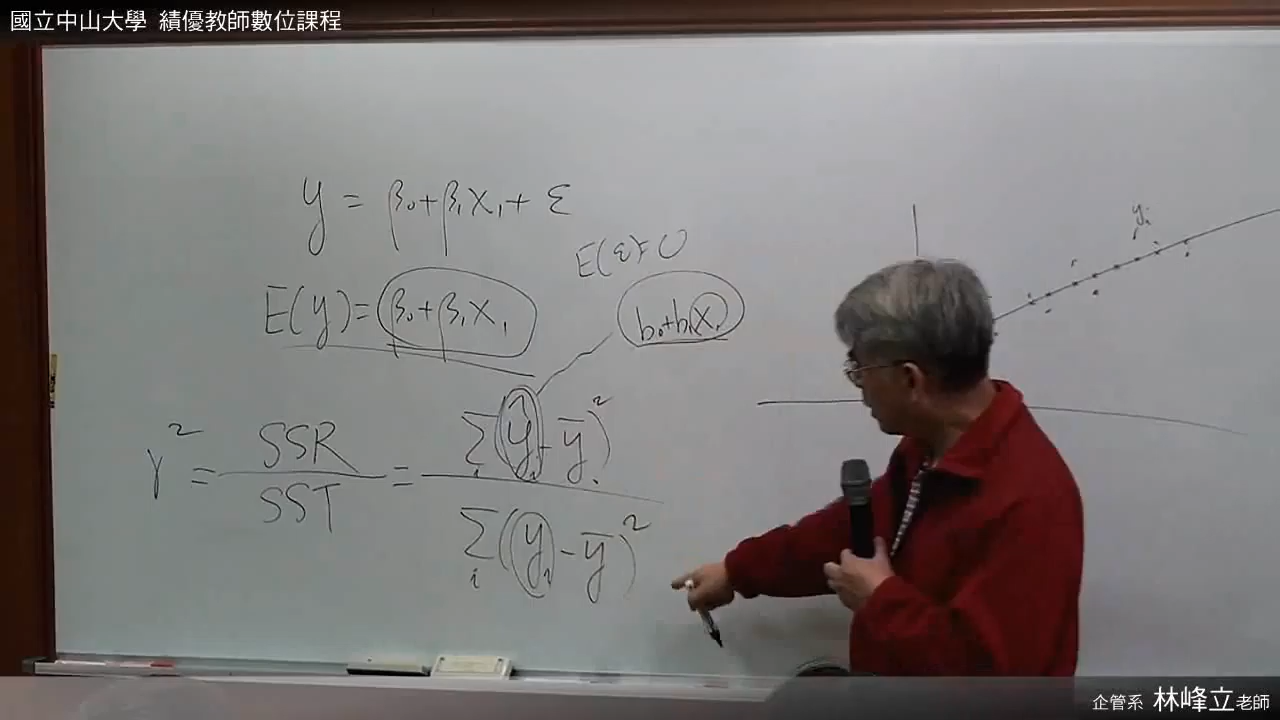 國立中山大學 績優教師數位課程
y = β₀+β₁x₁+ ε
E(ε)=0
E(y)=β₀+β₁x₁
b₀+b₁x₁
r² = SSR/SST = Σᵢ(ŷᵢ-ȳ)²/Σᵢ(yᵢ-ȳ)²
yᵢ
企管系 林峰立老師